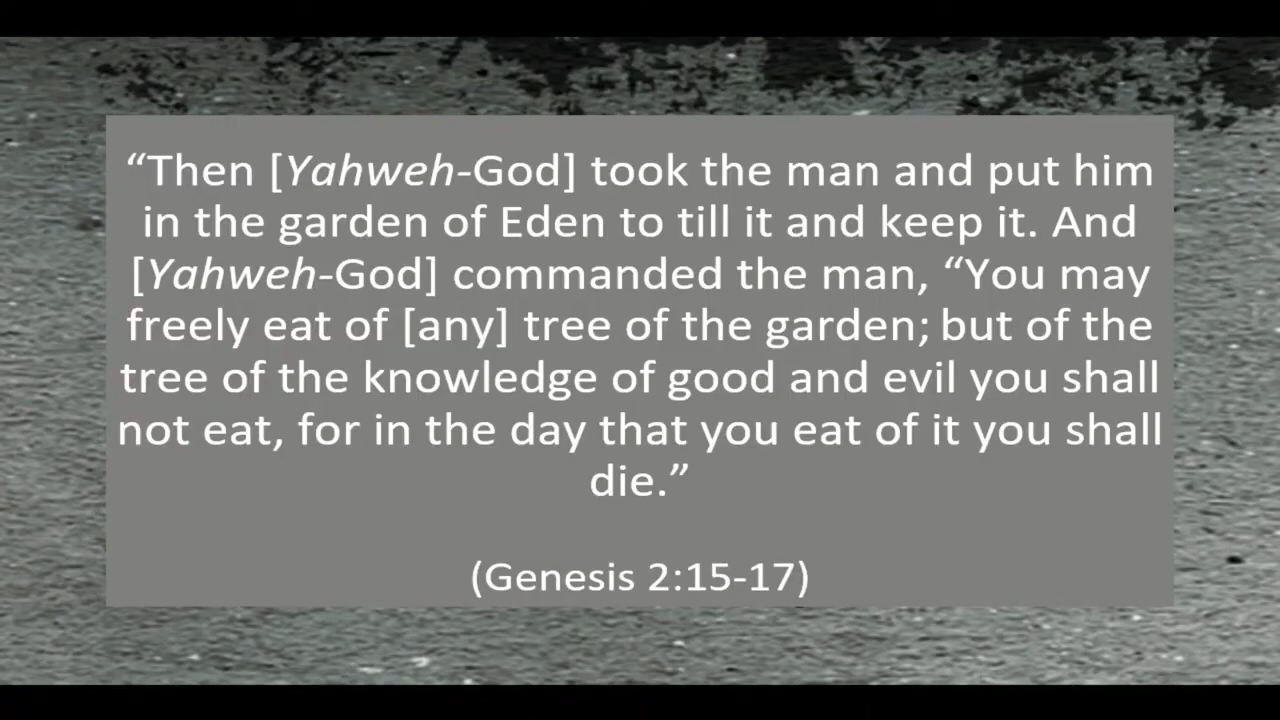 “Then [Yahweh-God] took the man and put him
in the garden of Eden to till it and keep it. And
[Yahweh-God] commanded the man, “You may
freely eat of [any] tree of the garden; but of the
tree of the knowledge of good and evil you shall
not eat, for in the day that you eat of it you shall
die.”
(Genesis 2:15-17)